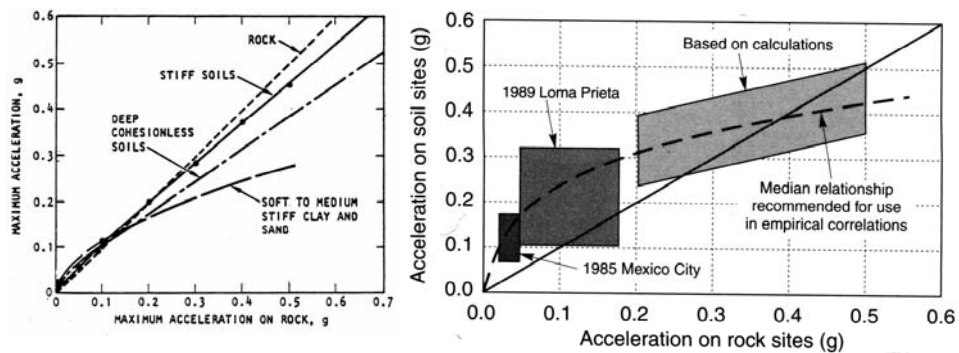 0.6
0.5
0.4
0.3
0.2
0.1
0
MAXIMUM ACCELERATION, g
ROCK
STIFF SOILS
DEEP
COHESIONLESS
SOILS
SOFT TO MEDIUM
STIFF CLAY AND
SAND
0 0.1 0.2 0.3 0.4 0.5 0.6 0.7
MAXIMUM ACCELERATION ON ROCK, g
0.6
0.5
0.4
0.3
0.2
0.1
0.0
Acceleration on soil sites (g)
Based on calculations
1989 Loma Prieta
Median relationship
recommended for use
in empirical correlations
1985 Mexico City
0.0 0.1 0.2 0.3 0.4 0.5 0.6
Acceleration on rock sites (g)